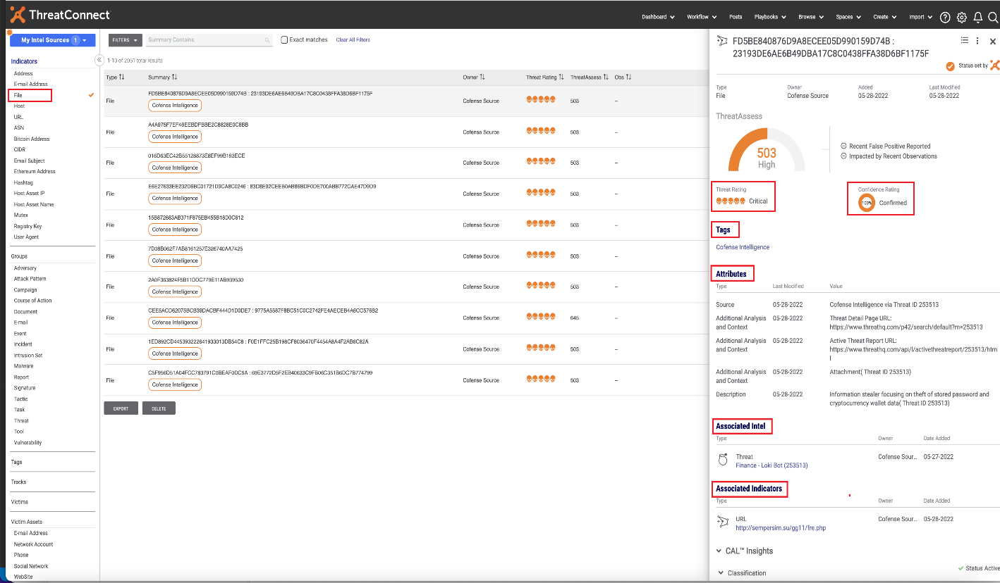 ThreatConnect
Dashboard Workflow Posts Playbooks Browse Spaces Create Import
My Intel Sources 1
FILTERS Summary Contains Exact matches Clear All Filters
Indicators
Address
E-mail Address
File
Host
URL
ASN
Bitcoin Address
CIDR
Email Subject
Ethereum Address
Hashtag
Host Asset IP
Host Asset Name
Mutex
Registry Key
User Agent
Groups
Adversary
Attack Pattern
Campaign
Course of Action
Document
E-mail
Event
Incident
Intrusion Set
Malware
Report
Signature
Tactic
Task
Threat
Tool
Vulnerability
Tags
Tracks
Victims
Victim Assets
E-mail Address
Network Account
Phone
Social Network
WebSite
1-10 of 2051 total results
Type Summary Owner Threat Rating ThreatAssess Obs
FD5BE840876D9A8ECEE05D990159D74B : 23193DE6AE6B49DBA17C8C0438FFA38D6BF1175F
File Cofense Source 503 --
Cofense Intelligence
A4A975F7EF46EEBDFBBE2C8828E0C8BB
File Cofense Source 503 --
Cofense Intelligence
016D63EC42B55128873E8EF99B193ECE
File Cofense Source 503 --
Cofense Intelligence
E6E27633EE232D6BC01721D9CA8C0246 : 83D8E92CEEB0AB86BDF0DE700ABB772CAE47D9D9
File Cofense Source 503 --
Cofense Intelligence
15B872683AB371F875EB455B18D0C812
File Cofense Source 503 --
Cofense Intelligence
7D08B062F7AB8161257E326740AA7425
File Cofense Source 503 --
Cofense Intelligence
2A0F363824F5B11DDC779E11AB939530
File Cofense Source 503 --
Cofense Intelligence
CEE5ACD62075BCB39DACBF444D1D0DE7 : 9775A5587F8BC51C0C2742FE4AECEB4A6CC576B2
File Cofense Source 645 --
Cofense Intelligence
1ED892CD445393222641933013DB54C8 : F0E1FFC25B198CF8036470F4454A8A4F2AB6C82A
File Cofense Source 503 --
Cofense Intelligence
C5F956D51A04FCC783791C0BEAF0DC9A : 69E3772D5F2EB40633C9FB06C351B6DC7B774799
File Cofense Source 503 --
Cofense Intelligence
EXPORT DELETE
FD5BE840876D9A8ECEE05D990159D74B :
23193DE6AE6B49DBA17C8C0438FFA38D6BF1175F
Status set by
Type Owner Added Last Modified
File Cofense Source 05-28-2022 05-28-2022
ThreatAssess
503
High
Recent False Positive Reported
Impacted by Recent Observations
Threat Rating
Critical
Confidence Rating
100% Confirmed
Tags
Cofense Intelligence
Attributes
Type Last Modified Value
Source 05-28-2022 Cofense Intelligence via Threat ID 253513
Additional Analysis 05-28-2022 Threat Detail Page URL:
and Context https://www.threathq.com/p42/search/default?m=253513
Additional Analysis 05-28-2022 Active Threat Report URL:
and Context https://www.threathq.com/api/l/activethreatreport/253513/htm
l
Additional Analysis 05-28-2022 Attachment( Threat ID 253513)
and Context
Description 05-28-2022 Information stealer focusing on theft of stored password and
cryptocurrency wallet data( Threat ID 253513)
Associated Intel
Type Owner Date Added
Threat Cofense Sour... 05-27-2022
Finance - Loki Bot (253513)
Associated Indicators
Type Owner Date Added
URL Cofense Sour... 05-28-2022
http://sempersim.su/gg11/fre.php
CAL™ Insights
Status Active
Classification